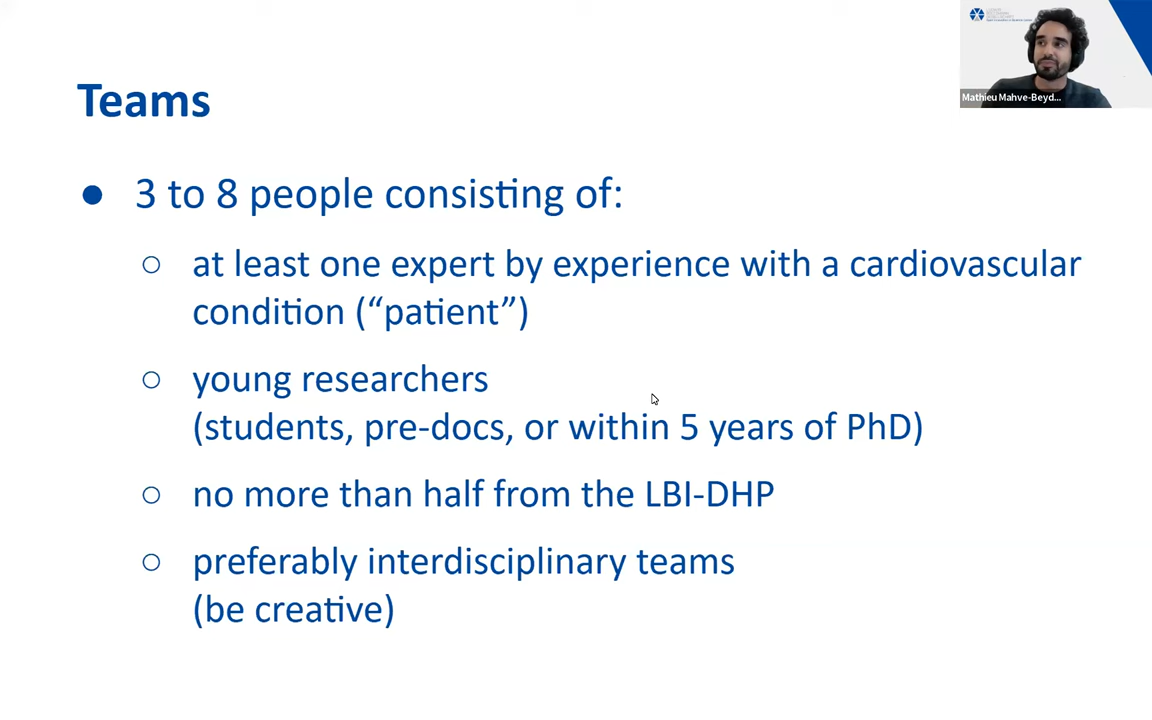 Teams
● 3 to 8 people consisting of:
○ at least one expert by experience with a cardiovascular
condition (“patient”)
○ young researchers
(students, pre-docs, or within 5 years of PhD)
○ no more than half from the LBI-DHP
○ preferably interdisciplinary teams
(be creative)
Mathieu Mahve-Beyd...